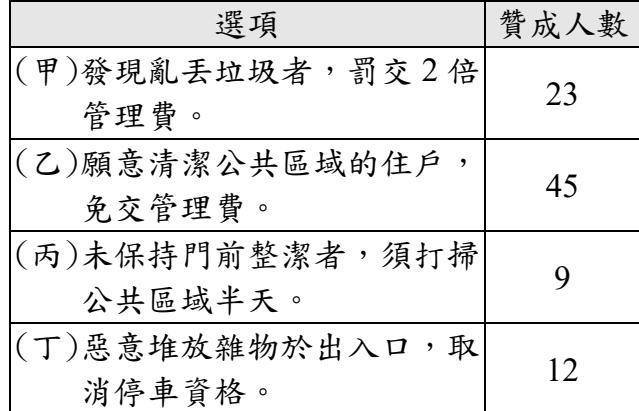 選項 贊成人數
(甲)發現亂丟垃圾者，罰交2倍
管理費。
23
(乙)願意清潔公共區域的住戶，
免交管理費。
45
(丙)未保持門前整潔者，須打掃
公共區域半天。
9
(丁)惡意堆放雜物於出入口，取
消停車資格。
12